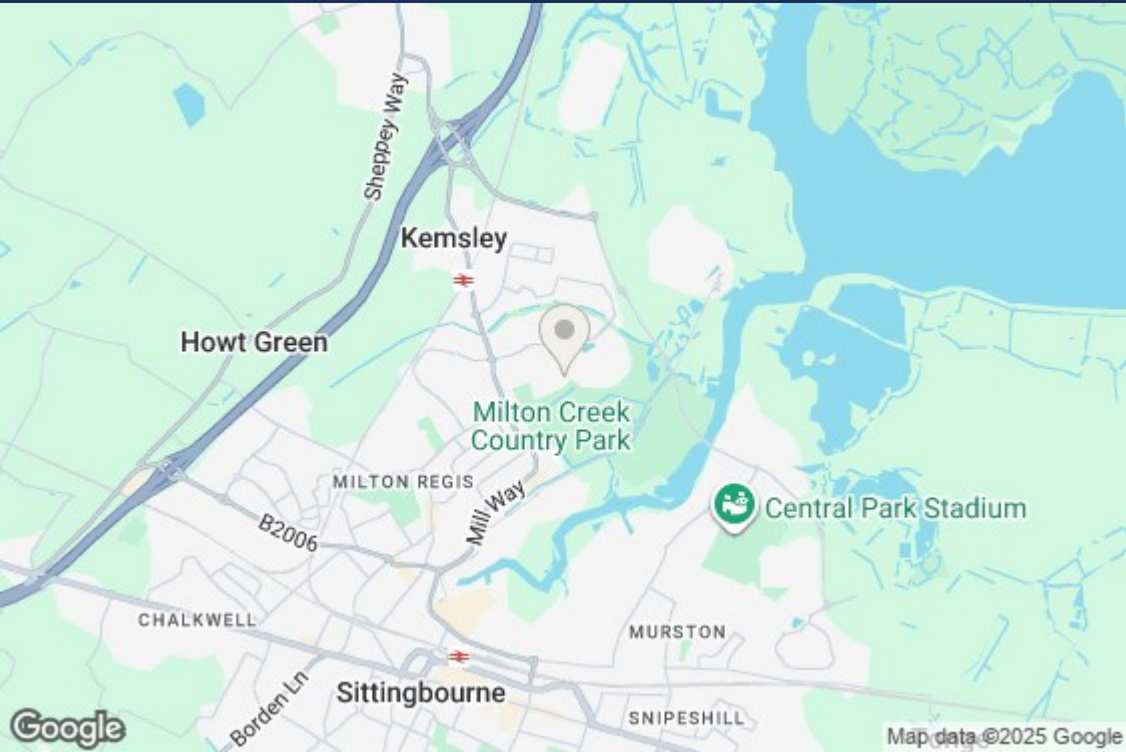 Sheppey Way
Kemsley
Howt Green
Milton Creek
Country Park
MILTON REGIS
Mill Way
Central Park Stadium
B2006
CHALKWELL
MURSTON
Borden Ln
Sittingbourne
SNIPESHILL
Google
Map data ©2025 Google